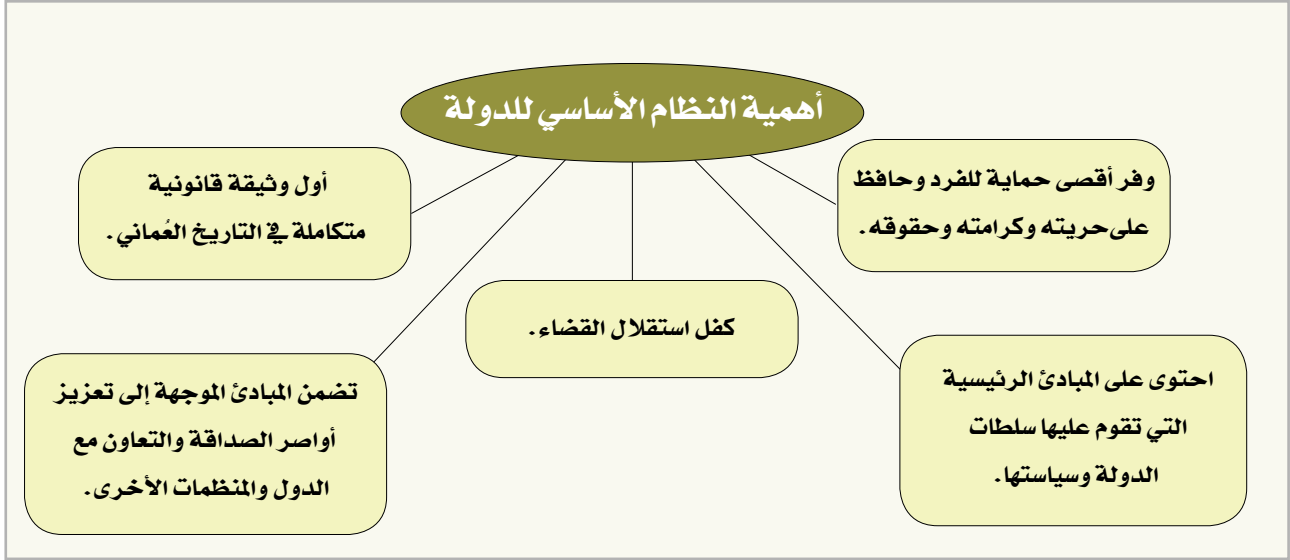 أهمية النظام الأساسي للدولة
وفر أقصى حماية للفرد وحافظ
على حريته وكرامته وحقوقه.
أول وثيقة قانونية
متكاملة في التاريخ العُماني.
كفل استقلال القضاء.
احتوى على المبادئ الرئيسية
التي تقوم عليها سلطات
الدولة وسياستها.
تضمن المبادئ الموجهة إلى تعزيز
أواصر الصداقة والتعاون مع
الدول والمنظمات الأخرى.